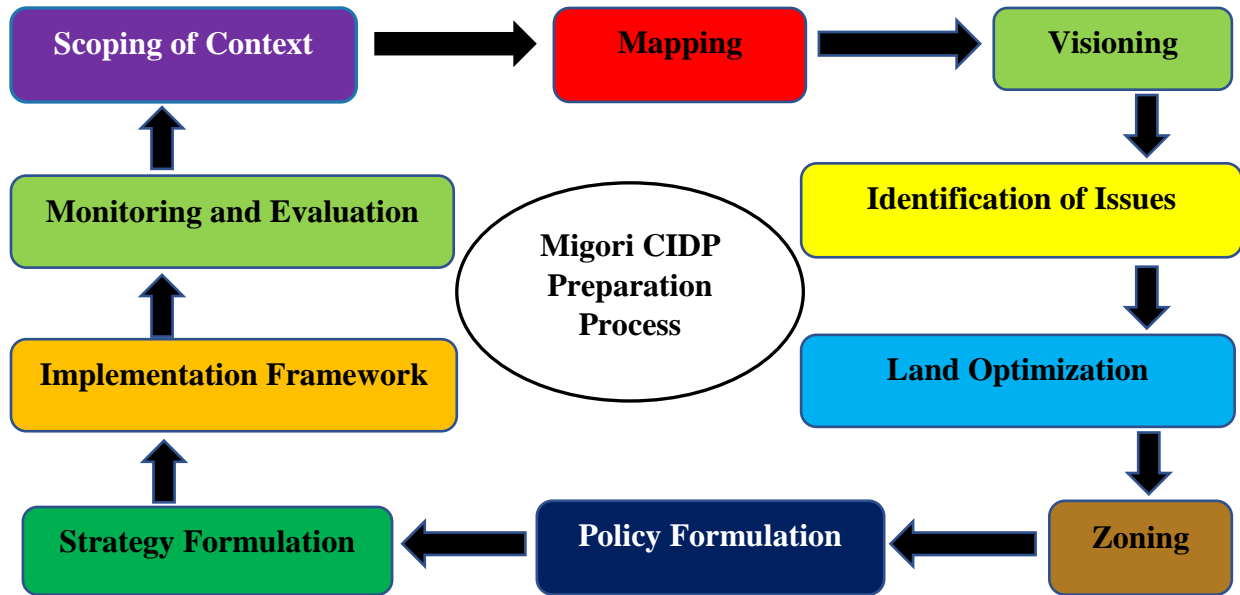 Scoping of Context
Mapping
Visioning
Monitoring and Evaluation
Identification of Issues
Migori CIDP
Preparation
Process
Implementation Framework
Land Optimization
Strategy Formulation
Policy Formulation
Zoning